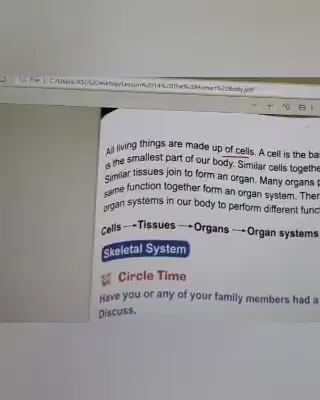 File | C:/Users/ASUS/Desktop/Lesson%2014%20The%20Human%20Body.pdf
All living things are made up of cells. A cell is the ba
is the smallest part of our body. Similar cells togethe
Similar tissues join to form an organ. Many organs p
same function together form an organ system. Ther
organ systems in our body to perform different func
Cells → Tissues → Organs → Organ systems
Skeletal System
Circle Time
Have you or any of your family members had a
Discuss.